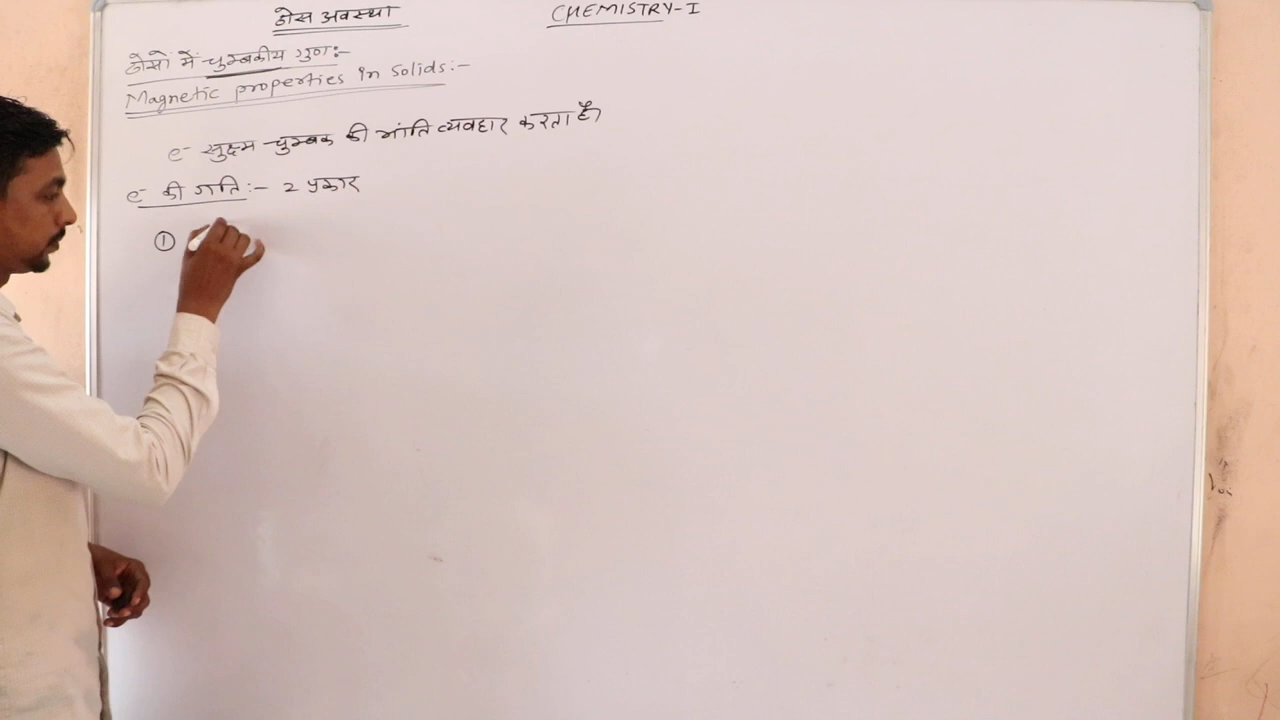 ठोस अवस्था CHEMISTRY-I
ठोसों में चुम्बकीय गुण:-
Magnetic properties in Solids:-
e- सुक्ष्म चुम्बक की भांति व्यवहार करता है।
e- की गति:- 2 प्रकार
①